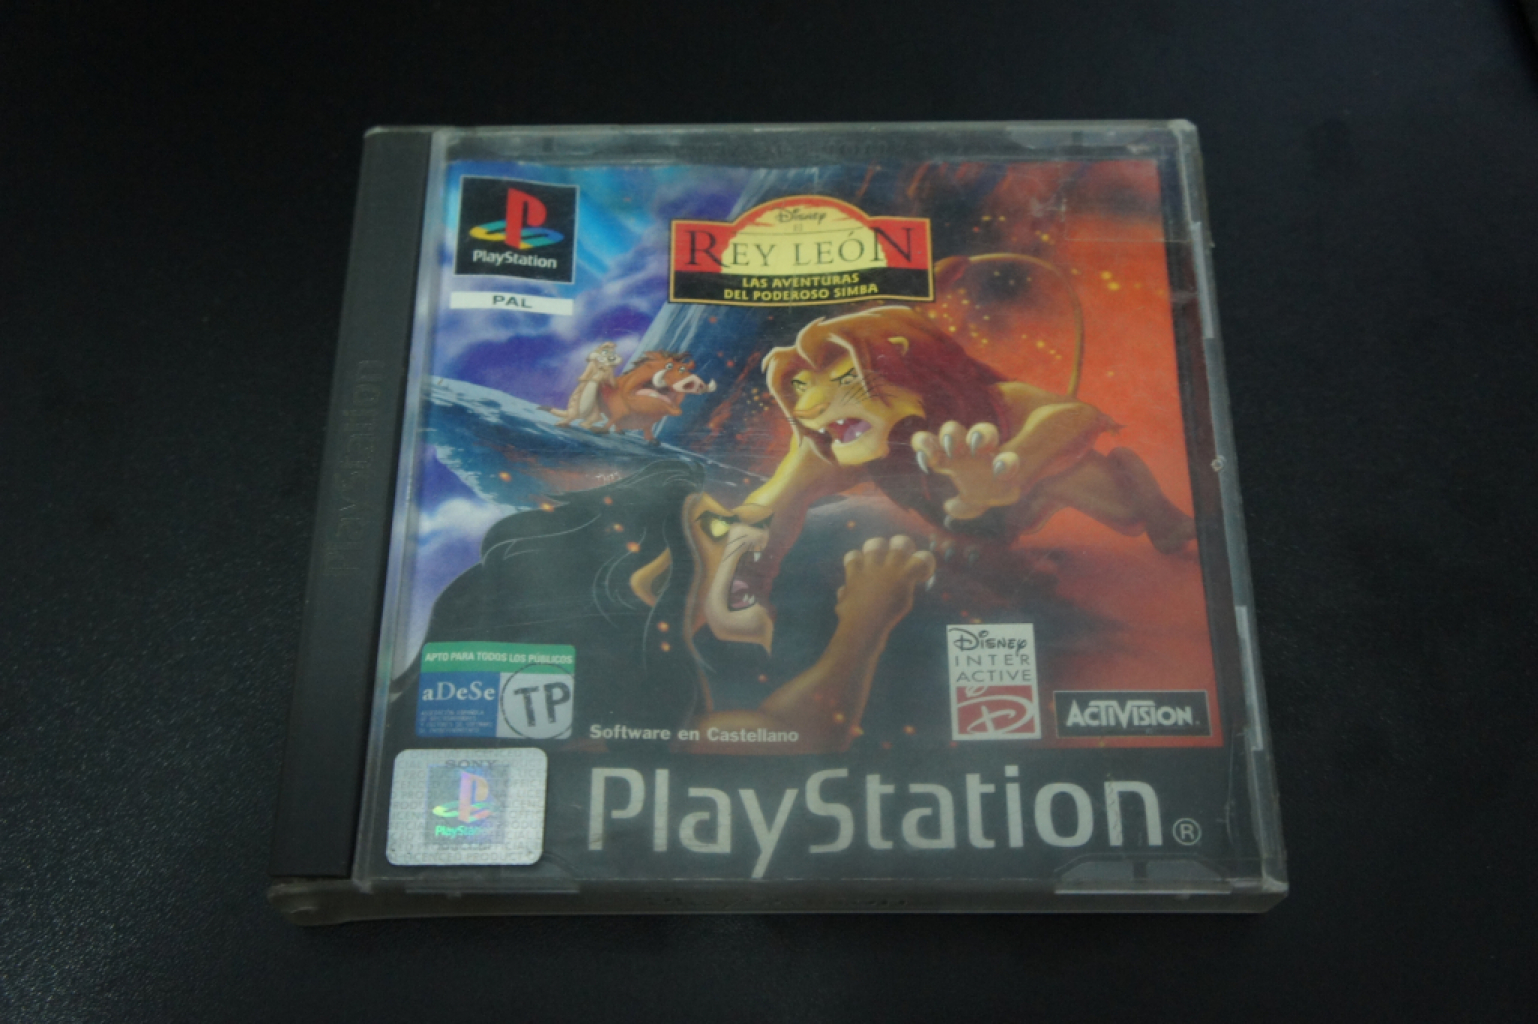 PlayStation
PAL
Disney
EL
REY LEÓN
LAS AVENTURAS
DEL PODEROSO SIMBA
PlayStation
APTO PARA TODOS LOS PÚBLICOS
aDeSe
TP
Software en Castellano
DISNEY
INTER
ACTIVE
ACTIVISION.
SONY
PlayStation
PlayStation®